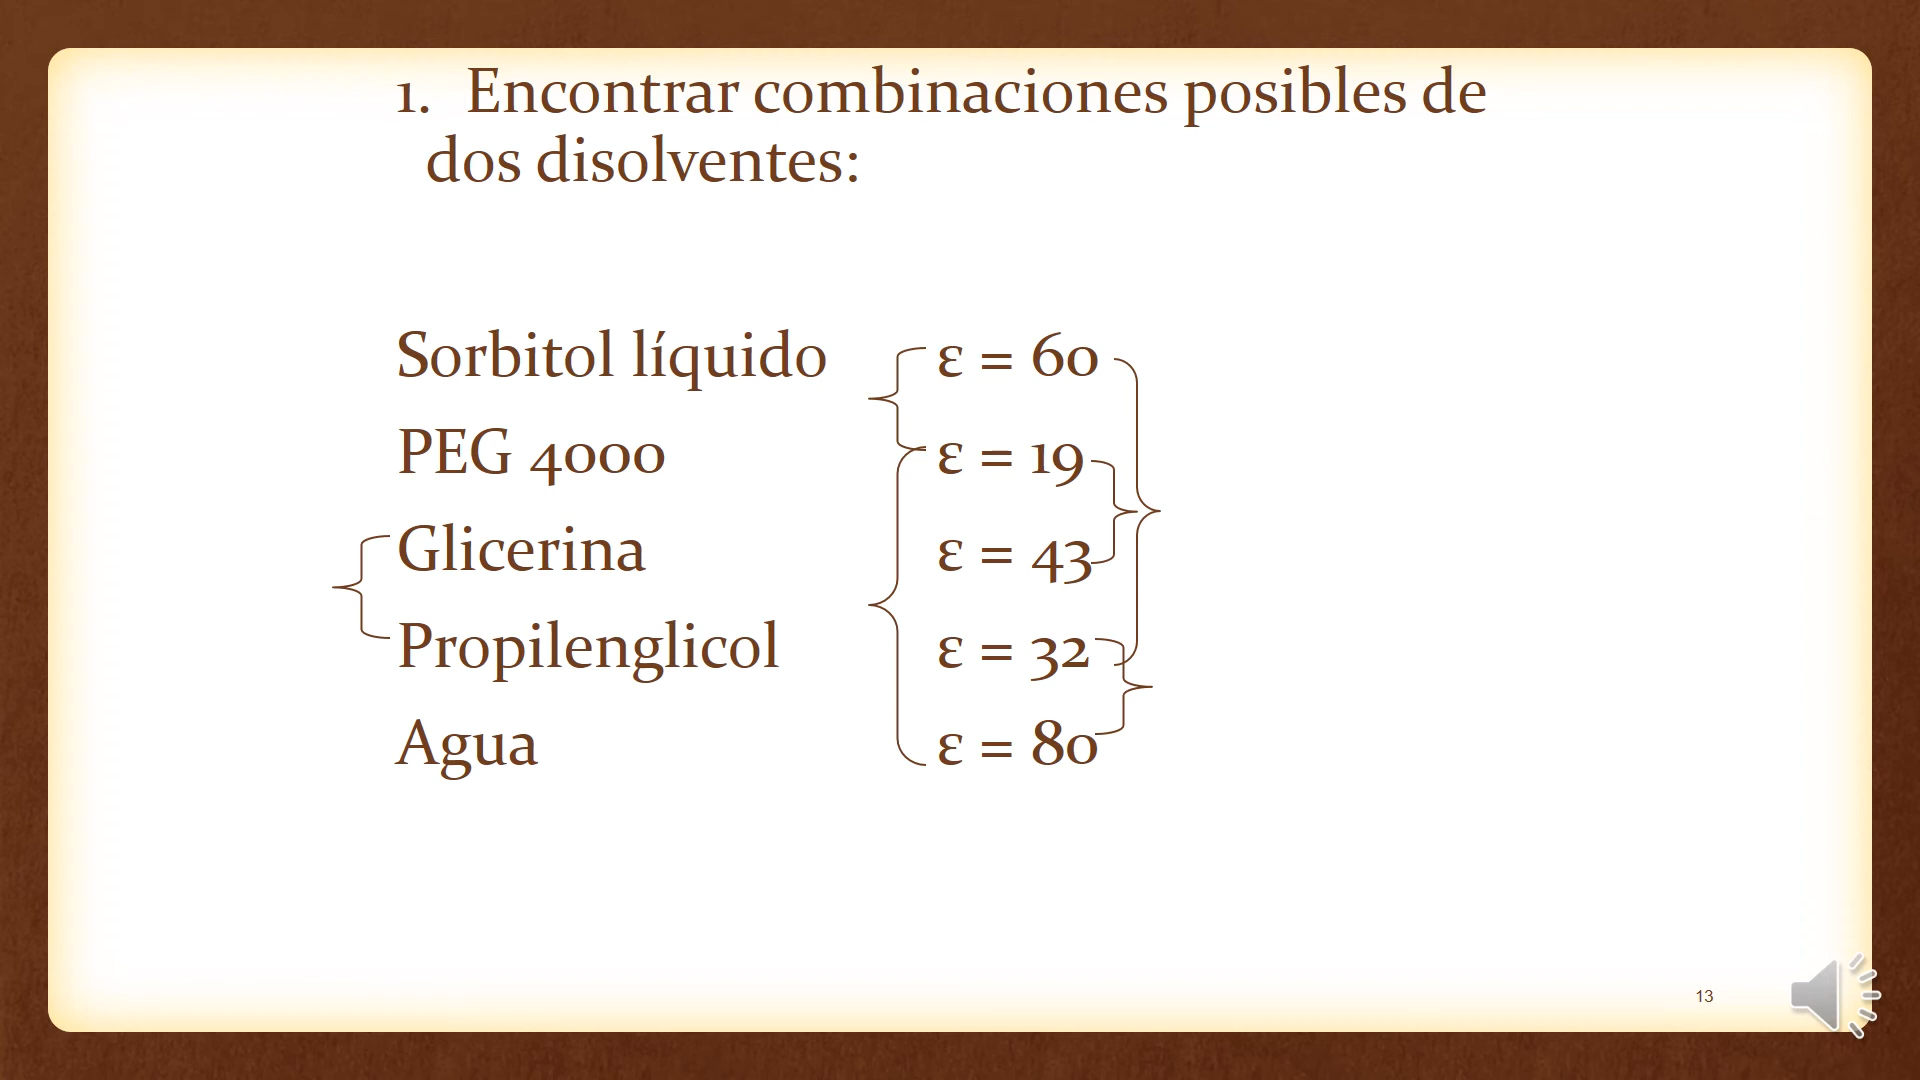 1. Encontrar combinaciones posibles de
dos disolventes:
Sorbitol líquido ε = 60
PEG 4000 ε = 19
Glicerina ε = 43
Propilenglicol ε = 32
Agua ε = 80
13